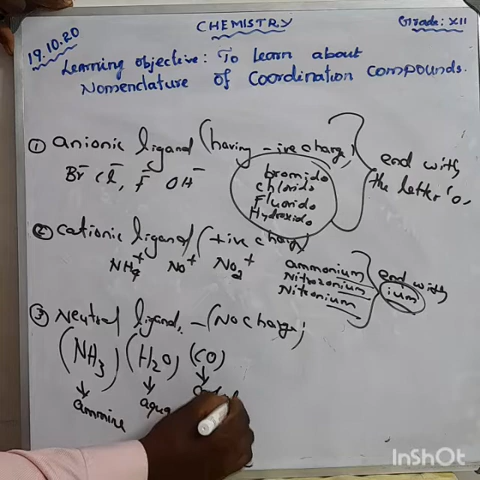 19.10.20
CHEMISTRY
Grade: XII
Learning objective: To learn about
Nomenclature of Coordination compounds.
① Anionic ligand (having -ive charge)
Br⁻ Cl⁻, F⁻ OH⁻
bromido
chlorido
Fluorido
Hydroxido
end with
the letter 'o,
② Cationic ligand (+ive charge)
NH₄⁺ NO⁺ NO₂⁺
ammonium
Nitrozonium
Nitronium
end with
ium
③ Neutral ligand, - (No charge)
(NH₃) (H₂O) (CO)
ammine
aqua
InShOt